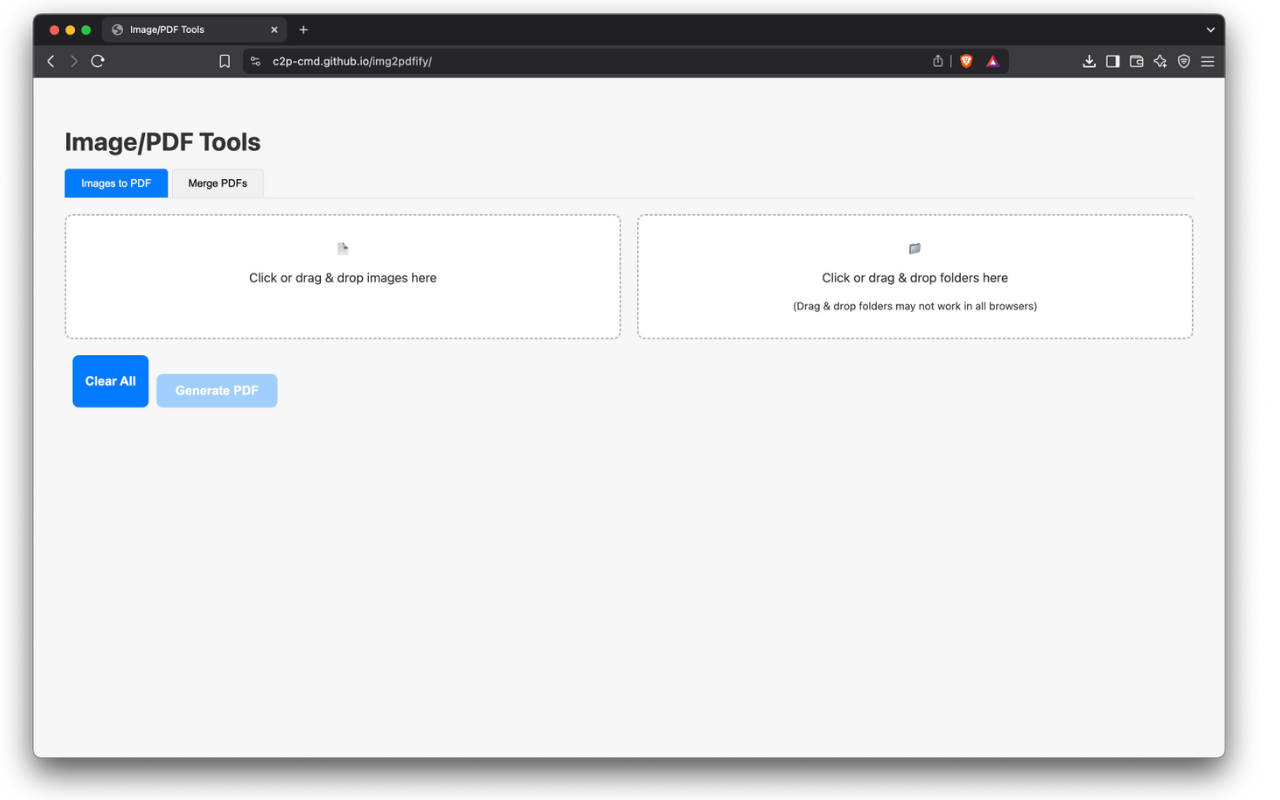 Image/PDF Tools
c2p-cmd.github.io/img2pdfify/
Image/PDF Tools
Images to PDF
Merge PDFs
Click or drag & drop images here
Click or drag & drop folders here
(Drag & drop folders may not work in all browsers)
Clear All
Generate PDF